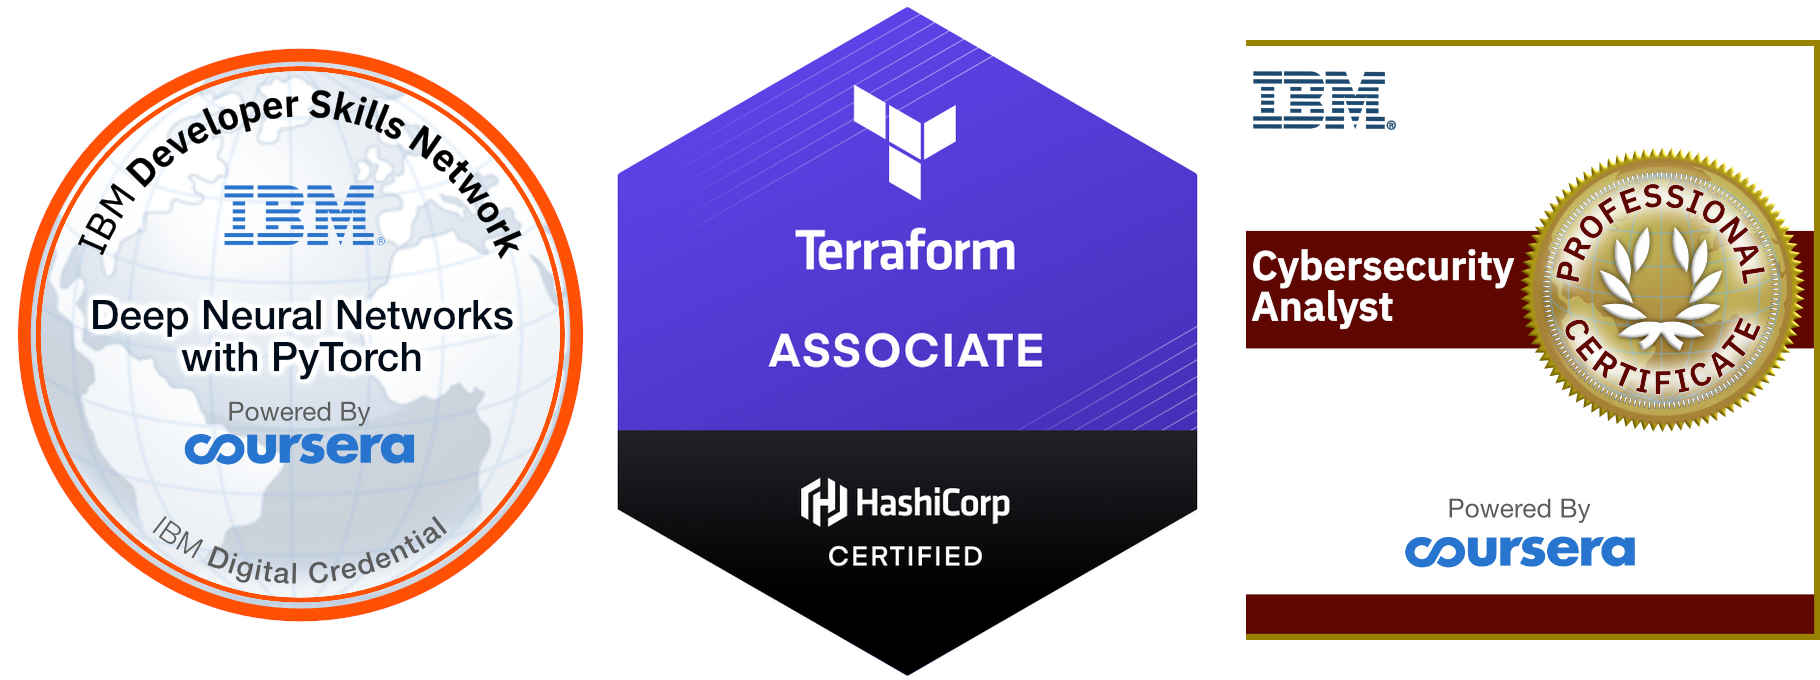 IBM Developer Skills Network
IBM®
Deep Neural Networks
with PyTorch
Powered By
coursera
IBM Digital Credential
Terraform
ASSOCIATE
HashiCorp
CERTIFIED
IBM®
Cybersecurity
Analyst
PROFESSIONAL
CERTIFICATE
Powered By
coursera